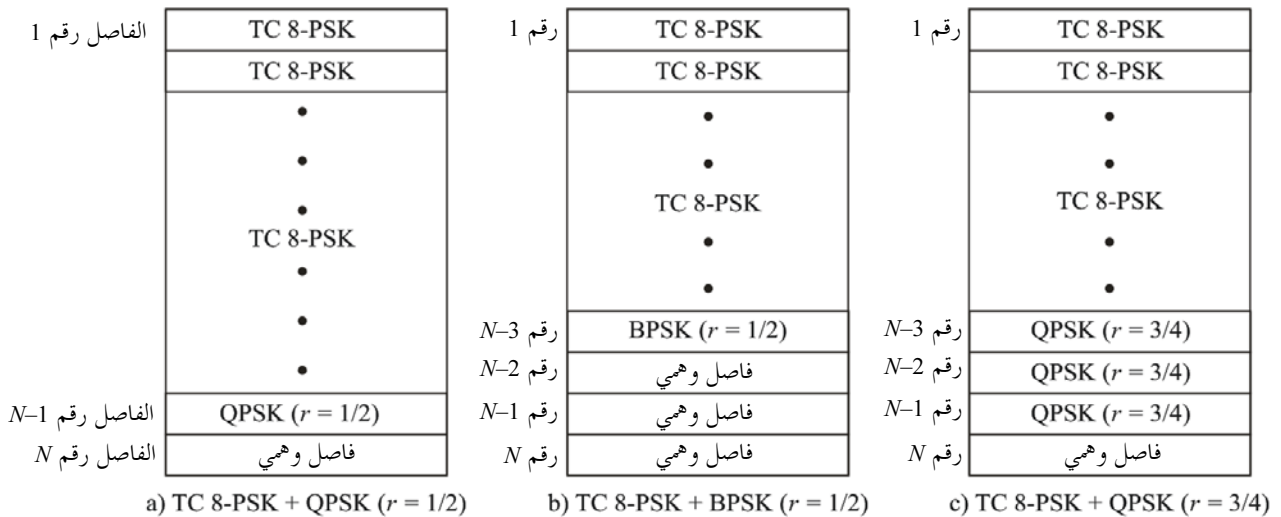 الفاصل رقم 1
TC 8-PSK
TC 8-PSK
TC 8-PSK
الفاصل رقم N–1
QPSK (r = 1/2)
الفاصل رقم N
فاصل وهمي
a) TC 8-PSK + QPSK (r = 1/2)
رقم 1
TC 8-PSK
TC 8-PSK
TC 8-PSK
رقم N–3
BPSK (r = 1/2)
رقم N–2
فاصل وهمي
رقم N–1
فاصل وهمي
رقم N
فاصل وهمي
b) TC 8-PSK + BPSK (r = 1/2)
رقم 1
TC 8-PSK
TC 8-PSK
TC 8-PSK
رقم N–3
QPSK (r = 3/4)
رقم N–2
QPSK (r = 3/4)
رقم N–1
QPSK (r = 3/4)
رقم N
فاصل وهمي
c) TC 8-PSK + QPSK (r = 3/4)